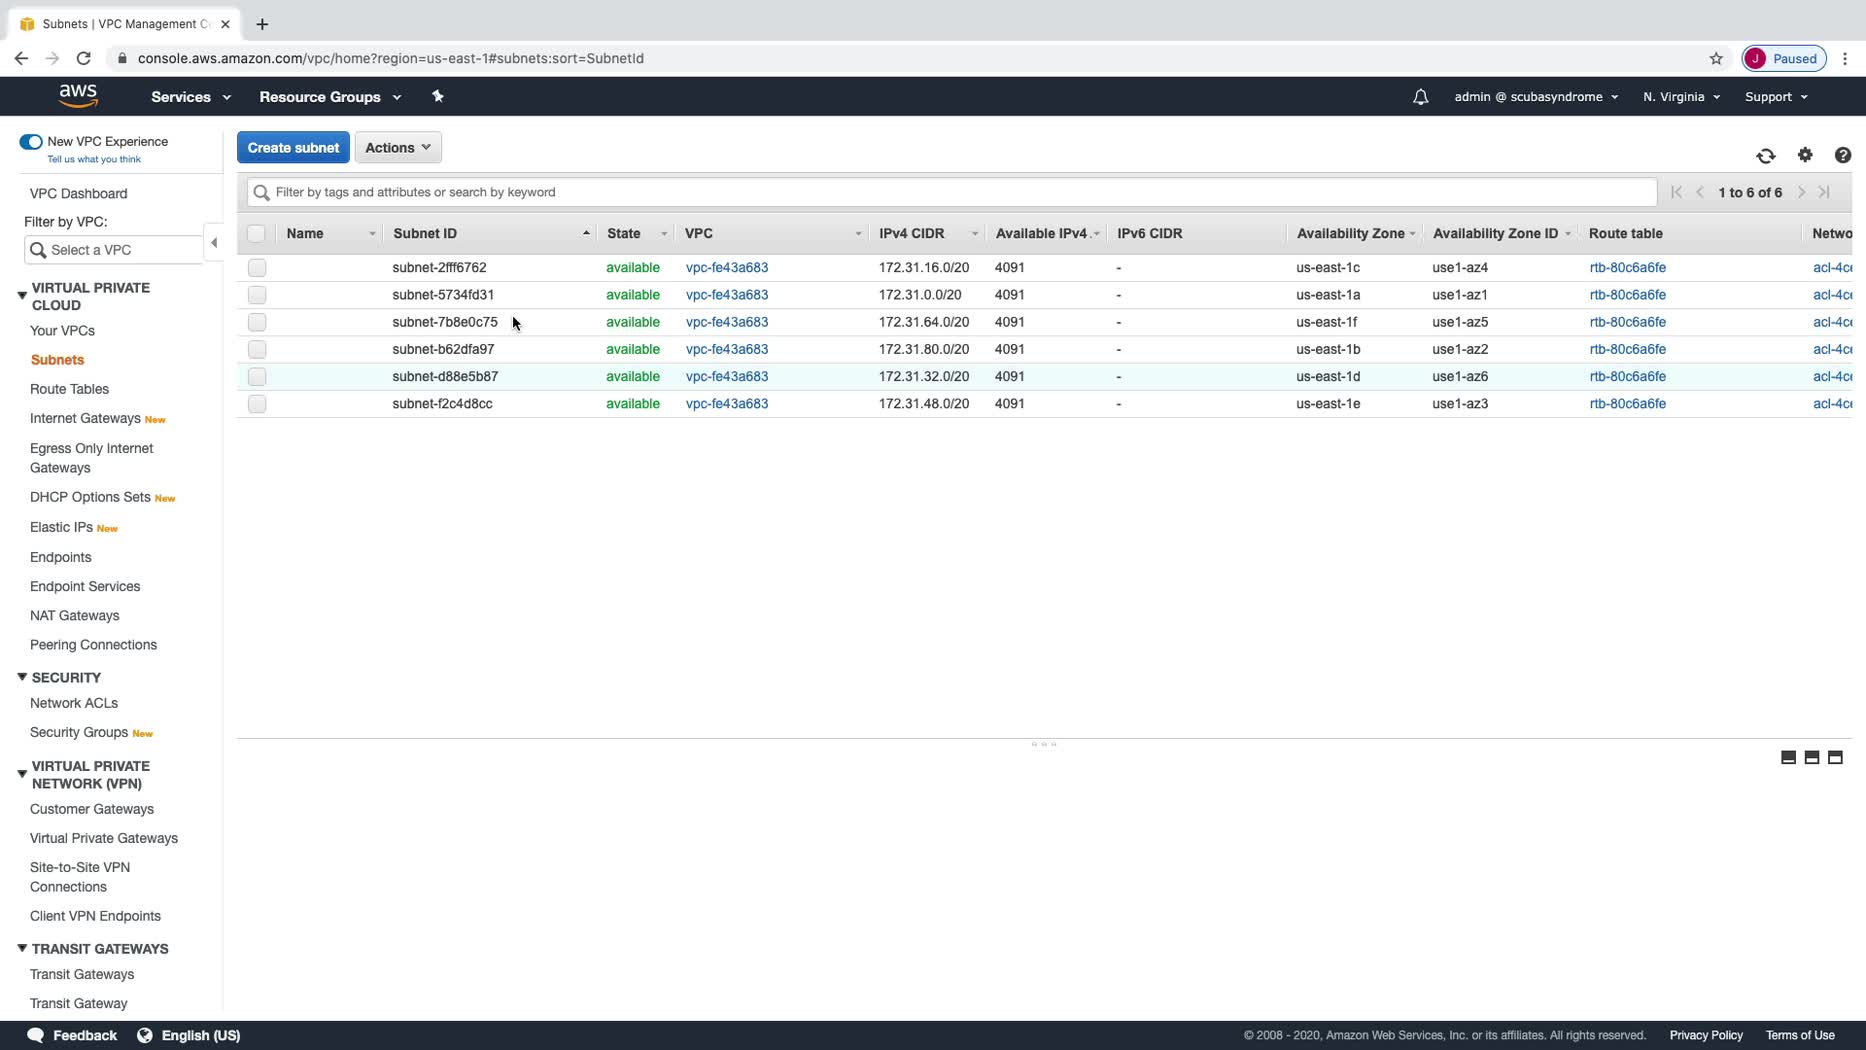 Subnets | VPC Management C
console.aws.amazon.com/vpc/home?region=us-east-1#subnets:sort=SubnetId
J Paused
aws Services Resource Groups admin @ scubasyndrome N. Virginia Support
New VPC Experience
Tell us what you think
VPC Dashboard
Filter by VPC:
Select a VPC
VIRTUAL PRIVATE
CLOUD
Your VPCs
Subnets
Route Tables
Internet Gateways New
Egress Only Internet
Gateways
DHCP Options Sets New
Elastic IPs New
Endpoints
Endpoint Services
NAT Gateways
Peering Connections
SECURITY
Network ACLs
Security Groups New
VIRTUAL PRIVATE
NETWORK (VPN)
Customer Gateways
Virtual Private Gateways
Site-to-Site VPN
Connections
Client VPN Endpoints
TRANSIT GATEWAYS
Transit Gateways
Transit Gateway
Create subnet Actions
Filter by tags and attributes or search by keyword
1 to 6 of 6
Name Subnet ID State VPC IPv4 CIDR Available IPv4 IPv6 CIDR Availability Zone Availability Zone ID Route table Netwo
subnet-2fff6762 available vpc-fe43a683 172.31.16.0/20 4091 - us-east-1c use1-az4 rtb-80c6a6fe acl-4ce
subnet-5734fd31 available vpc-fe43a683 172.31.0.0/20 4091 - us-east-1a use1-az1 rtb-80c6a6fe acl-4ce
subnet-7b8e0c75 available vpc-fe43a683 172.31.64.0/20 4091 - us-east-1f use1-az5 rtb-80c6a6fe acl-4ce
subnet-b62dfa97 available vpc-fe43a683 172.31.80.0/20 4091 - us-east-1b use1-az2 rtb-80c6a6fe acl-4ce
subnet-d88e5b87 available vpc-fe43a683 172.31.32.0/20 4091 - us-east-1d use1-az6 rtb-80c6a6fe acl-4ce
subnet-f2c4d8cc available vpc-fe43a683 172.31.48.0/20 4091 - us-east-1e use1-az3 rtb-80c6a6fe acl-4ce
Feedback English (US) © 2008 - 2020, Amazon Web Services, Inc. or its affiliates. All rights reserved. Privacy Policy Terms of Use